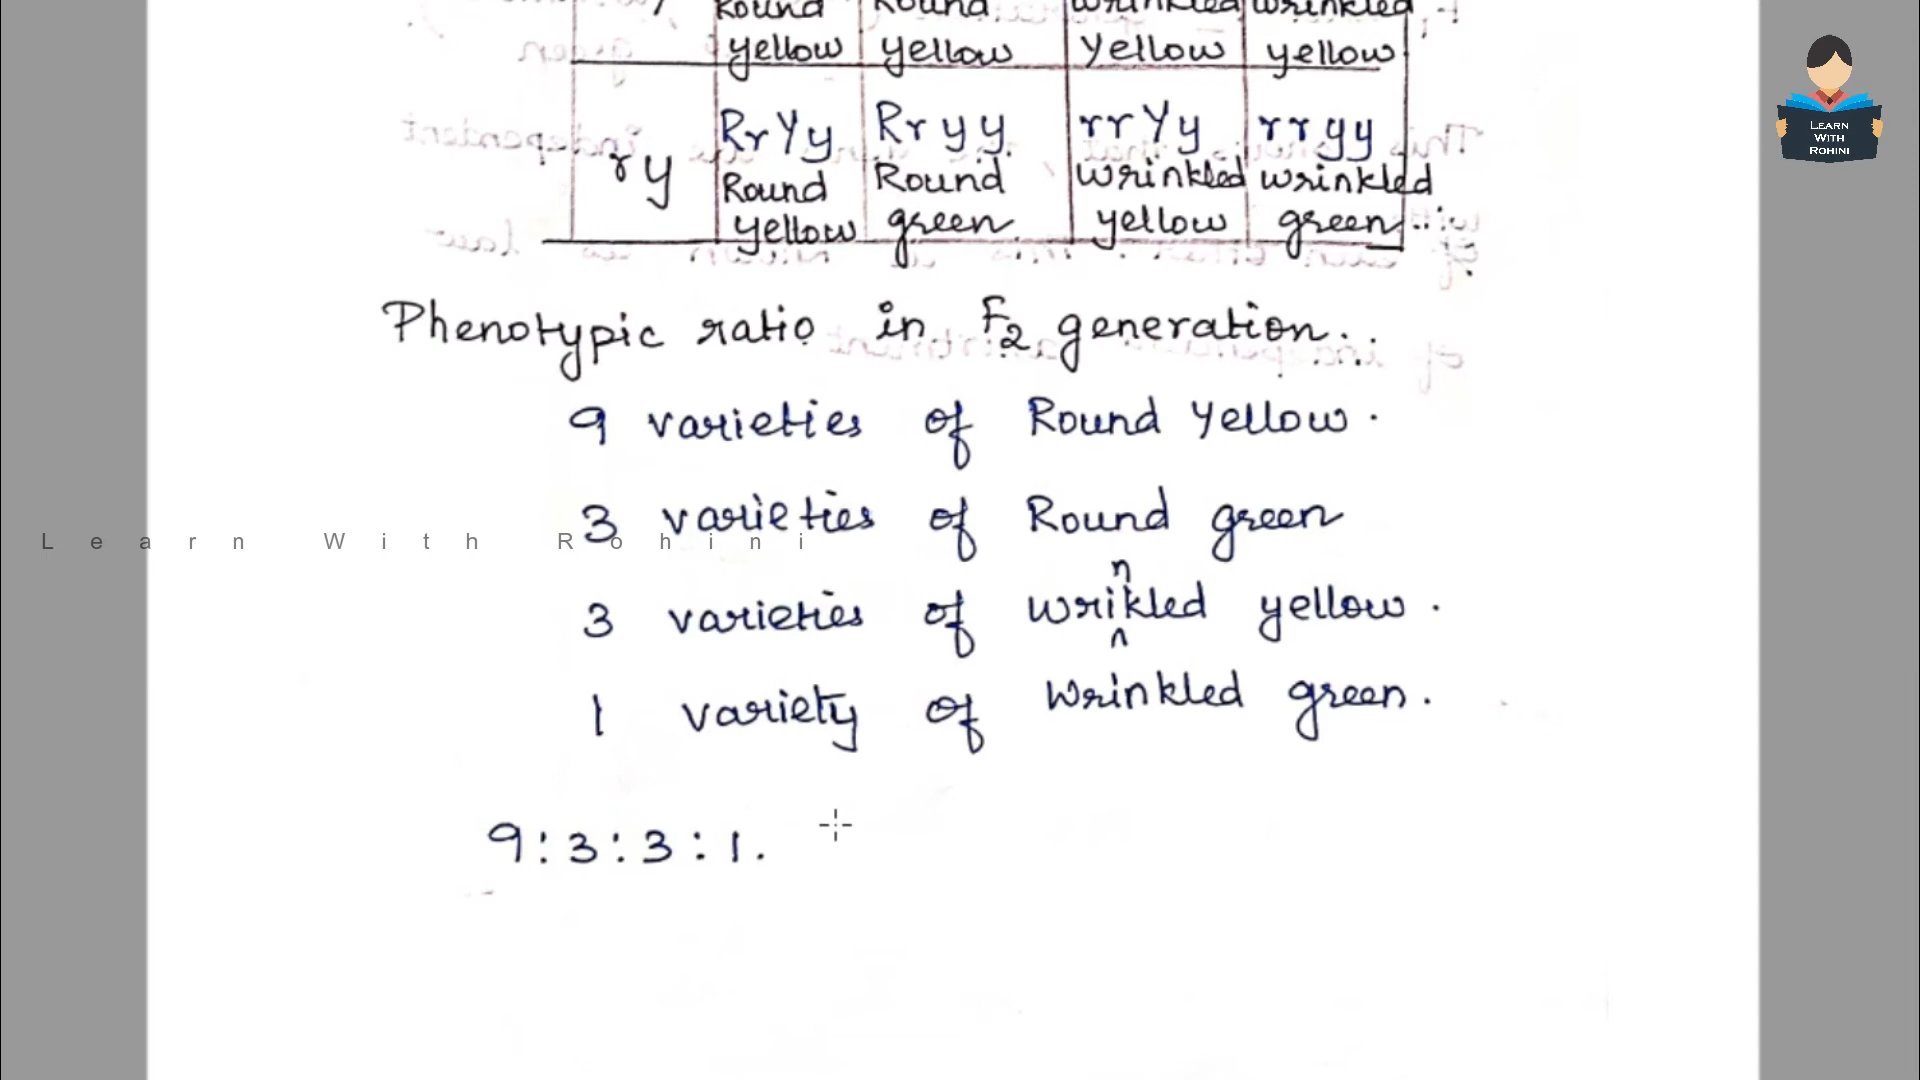 Round Round wrinkled wrinkled
yellow yellow yellow yellow
ry RrYy Rryy rrYy rryy
Round Round wrinkled wrinkled
yellow green yellow green
Phenotypic ratio in F2 generation.
9 varieties of Round Yellow.
3 varieties of Round green
3 varieties of wrinkled yellow.
1 variety of Wrinkled green.
9:3:3:1.
LEARN
WITH
ROHINI
Learn With Rohini